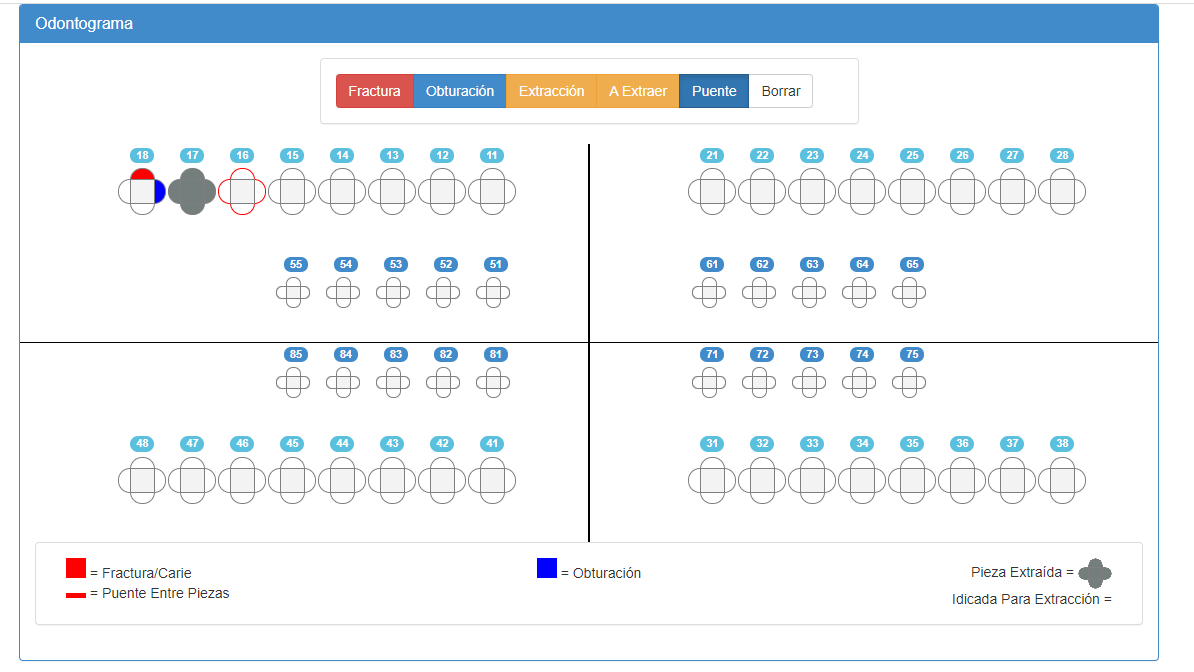 Odontograma
Fractura Obturación Extracción A Extraer Puente Borrar
18 17 16 15 14 13 12 11 21 22 23 24 25 26 27 28
55 54 53 52 51 61 62 63 64 65
85 84 83 82 81 71 72 73 74 75
48 47 46 45 44 43 42 41 31 32 33 34 35 36 37 38
= Fractura/Carie = Obturación Pieza Extraída =
= Puente Entre Piezas Idicada Para Extracción =